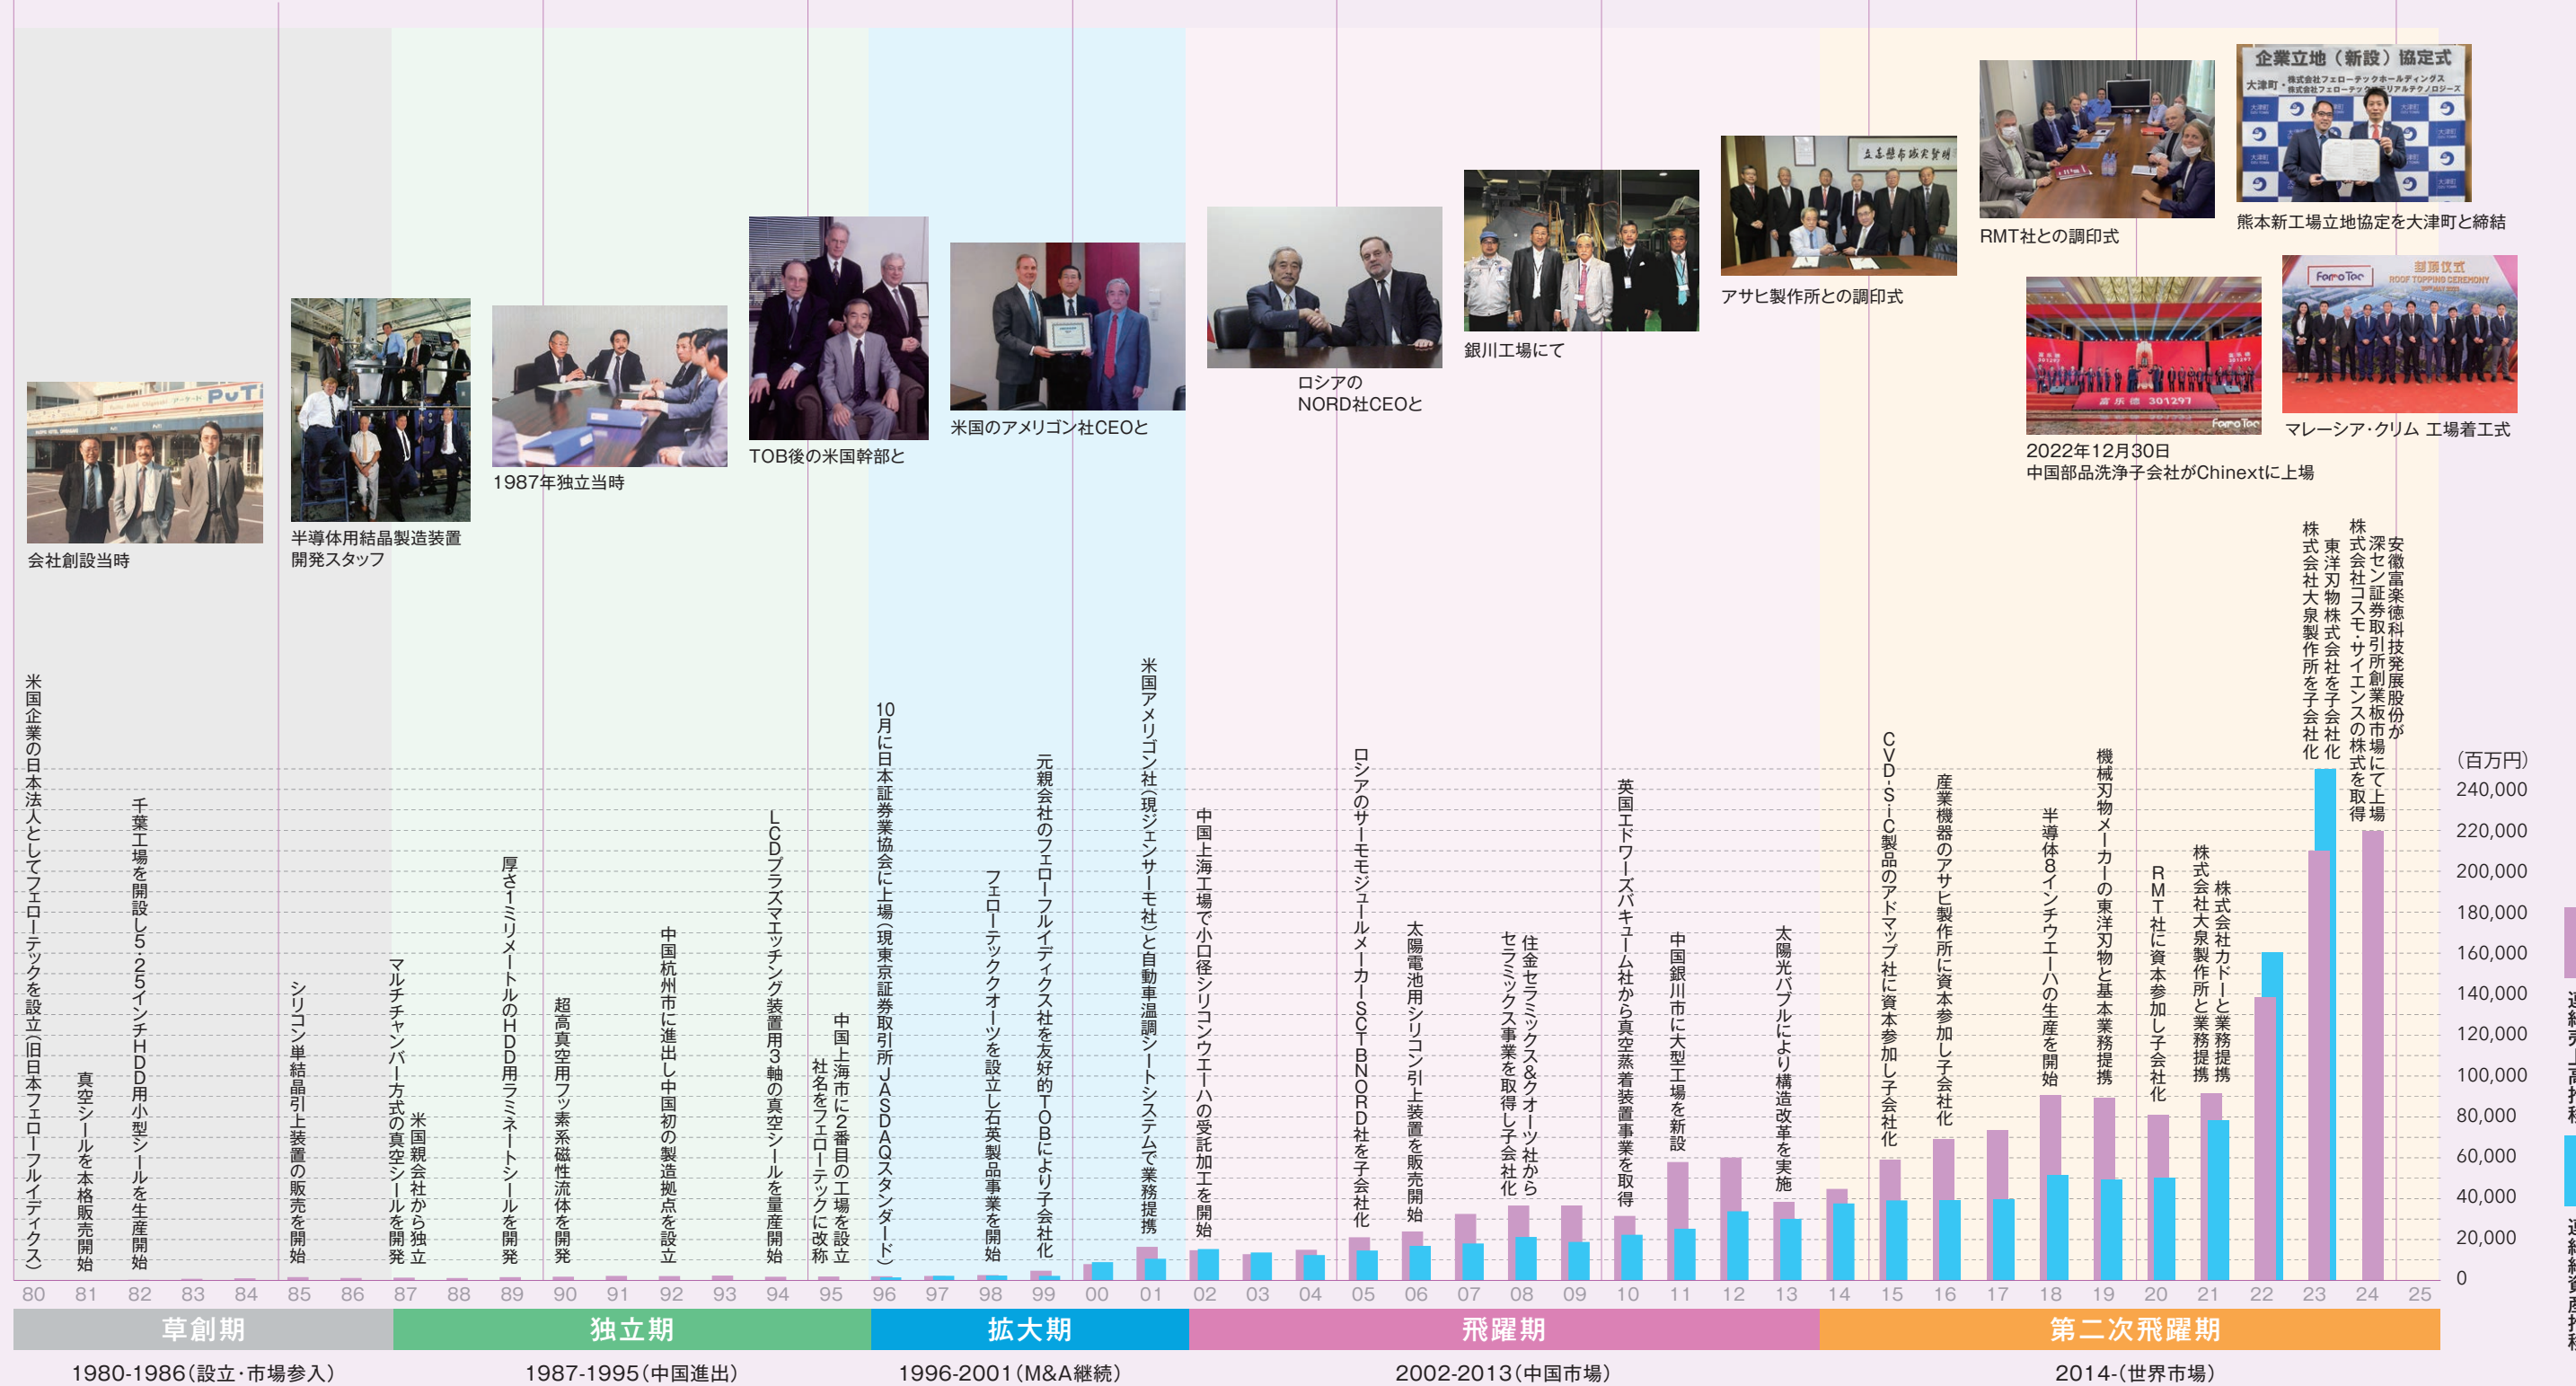 企業立地（新設）協定式
大津町・株式会社フェローテックホールディングス
熊本新工場立地協定を大津町と締結
RMT社との調印式
アサヒ製作所との調印式
銀川工場にて
ロシアの
NORD社CEOと
米国のアメリゴン社CEOと
TOB後の米国幹部と
1987年独立当時
半導体用結晶製造装置
開発スタッフ
PUTI
会社創設当時
封顶仪式
ROOF TOPPING CEREMONY
マレーシア・クリム 工場着工式
富乐德 301297
2022年12月30日
中国部品洗浄子会社がChinextに上場
米国企業の日本法人としてフェローテックを設立（旧日本フェローフルイディクス）
真空シールを本格販売開始
千葉工場を開設し5・25インチHDD用小型シールを生産開始
シリコン単結晶引上装置の販売を開始
マルチチャンバー方式の真空シールを開発
米国親会社から独立
厚さ1ミリメートルのHDD用ラミネートシールを開発
超高真空用フッ素系磁性流体を開発
中国杭州市に進出し中国初の製造拠点を設立
LCDプラズマエッチング装置用3軸の真空シールを量産開始
社名をフェローテックに改称
中国上海市に2番目の工場を設立
10月に日本証券業協会に上場（現東京証券取引所JASDAQスタンダード）
フェローテッククオーツを設立し石英製品事業を開始
元親会社のフェローフルイディクス社を友好的TOBにより子会社化
米国アメリゴン社（現ジェンサーモ社）と自動車温調シートシステムで業務提携
中国上海工場で小口径シリコンウエーハの受託加工を開始
ロシアのサーモモジュールメーカーSCTBNORD社を子会社化
太陽電池用シリコン引上装置を販売開始
住金セラミックス&クオーツ社から
セラミックス事業を取得し子会社化
英国エドワーズバキューム社から真空蒸着装置事業を取得
中国銀川市に大型工場を新設
太陽光バブルにより構造改革を実施
CVD-SiC製品のアドマップ社に資本参加し子会社化
産業機器のアサヒ製作所に資本参加し子会社化
半導体8インチウエーハの生産を開始
機械刃物メーカーの東洋刃物と基本業務提携
RMT社に資本参加し子会社化
株式会社大泉製作所と業務提携
株式会社カドーと業務提携
株式会社大泉製作所を子会社化
東洋刃物株式会社を子会社化
株式会社コスモ・サイエンスの株式を取得
安徽富楽徳科技発展股份が
深セン証券取引所創業板市場にて上場
（百万円）
240,000
220,000
200,000
180,000
160,000
140,000
120,000
100,000
80,000
60,000
40,000
20,000
0
80 81 82 83 84 85 86 87 88 89 90 91 92 93 94 95 96 97 98 99 00 01 02 03 04 05 06 07 08 09 10 11 12 13 14 15 16 17 18 19 20 21 22 23 24 25
草創期
独立期
拡大期
飛躍期
第二次飛躍期
1980-1986（設立・市場参入）
1987-1995（中国進出）
1996-2001（M&A継続）
2002-2013（中国市場）
2014-（世界市場）